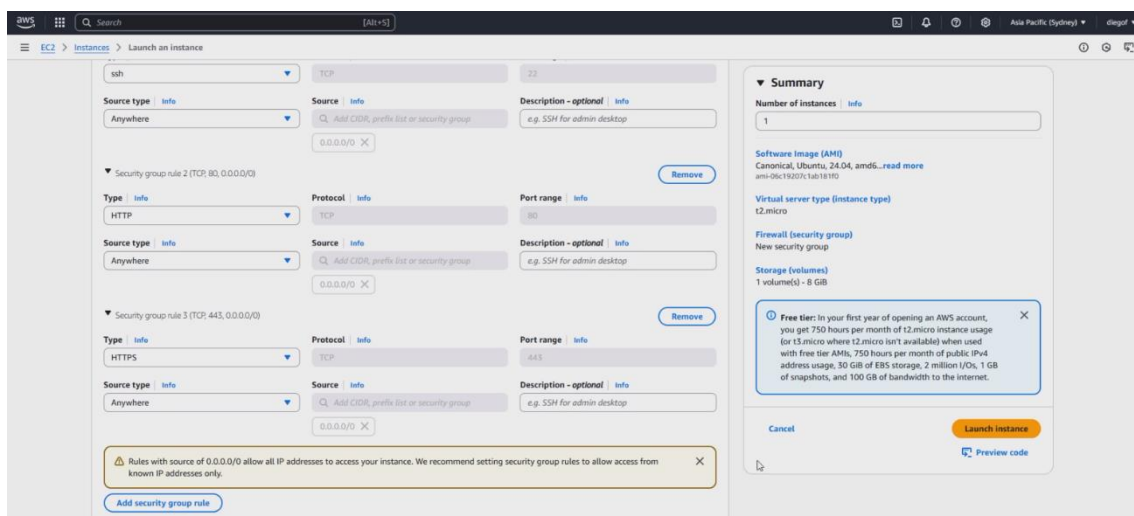 aws
Search
[Alt+S]
Asia Pacific (Sydney)
diegof
EC2 > Instances > Launch an instance
ssh
TCP
22
Source type | Info
Source | Info
Description - optional | Info
Anywhere
Add CIDR, prefix list or security group
e.g. SSH for admin desktop
0.0.0.0/0 X
Security group rule 2 (TCP, 80, 0.0.0.0/0)
Remove
Type | Info
Protocol | Info
Port range | Info
HTTP
TCP
80
Source type | Info
Source | Info
Description - optional | Info
Anywhere
Add CIDR, prefix list or security group
e.g. SSH for admin desktop
0.0.0.0/0 X
Security group rule 3 (TCP, 443, 0.0.0.0/0)
Remove
Type | Info
Protocol | Info
Port range | Info
HTTPS
TCP
443
Source type | Info
Source | Info
Description - optional | Info
Anywhere
Add CIDR, prefix list or security group
e.g. SSH for admin desktop
0.0.0.0/0 X
Rules with source of 0.0.0.0/0 allow all IP addresses to access your instance. We recommend setting security group rules to allow access from
known IP addresses only.
Add security group rule
Summary
Number of instances | Info
1
Software Image (AMI)
Canonical, Ubuntu, 24.04, amd6...read more
ami-06c19207c1ab181f0
Virtual server type (instance type)
t2.micro
Firewall (security group)
New security group
Storage (volumes)
1 volume(s) - 8 GiB
Free tier: In your first year of opening an AWS account,
you get 750 hours per month of t2.micro instance usage
(or t3.micro where t2.micro isn't available) when used
with free tier AMIs, 750 hours per month of public IPv4
address usage, 30 GiB of EBS storage, 2 million I/Os, 1 GB
of snapshots, and 100 GB of bandwidth to the internet.
Cancel
Launch instance
Preview code